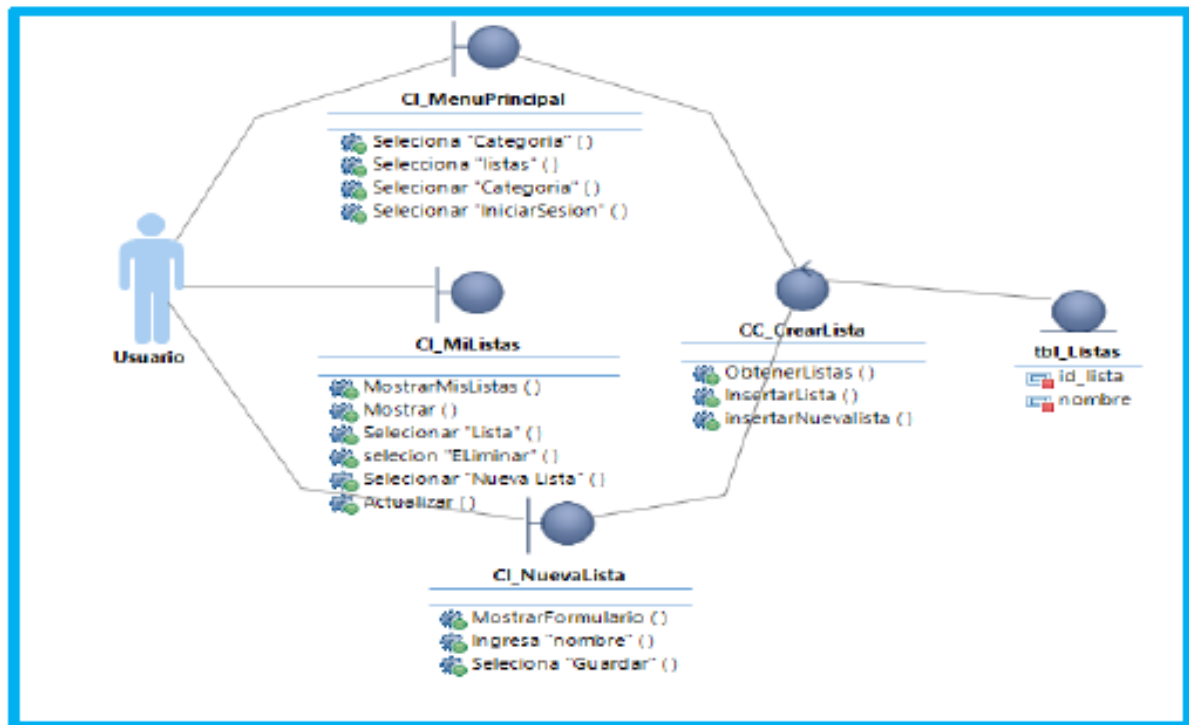 CI_MenuPrincipal
Seleciona "Categoria" ()
Selecciona "listas" ()
Selecionar "Categoria" ()
Selecionar "IniciarSesion" ()
Usuario
CI_MiListas
MostrarMisListas ()
Mostrar ()
Selecionar "Lista" ()
selecion "ELiminar" ()
Selecionar "Nueva Lista" ()
Actualizar ()
CC_CrearLista
ObtenerListas ()
InsertarLista ()
insertarNuevalista ()
tbl_Listas
id_lista
nombre
CI_NuevaLista
MostrarFormulario ()
Ingresa "nombre" ()
Seleciona "Guardar" ()